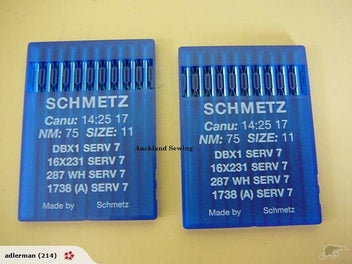 SCHMETZ
Canu: 14:25 17
NM: 75 SIZE: 11
DBX1 SERV 7
16X231 SERV 7
287 WH SERV 7
1738 (A) SERV 7
Made by Schmetz
Auckland Sewing
SCHMETZ
Canu: 14:25 17
NM: 75 SIZE: 11
DBX1 SERV 7
16X231 SERV 7
287 WH SERV 7
1738 (A) SERV 7
Made by Schmetz
adlerman (214)